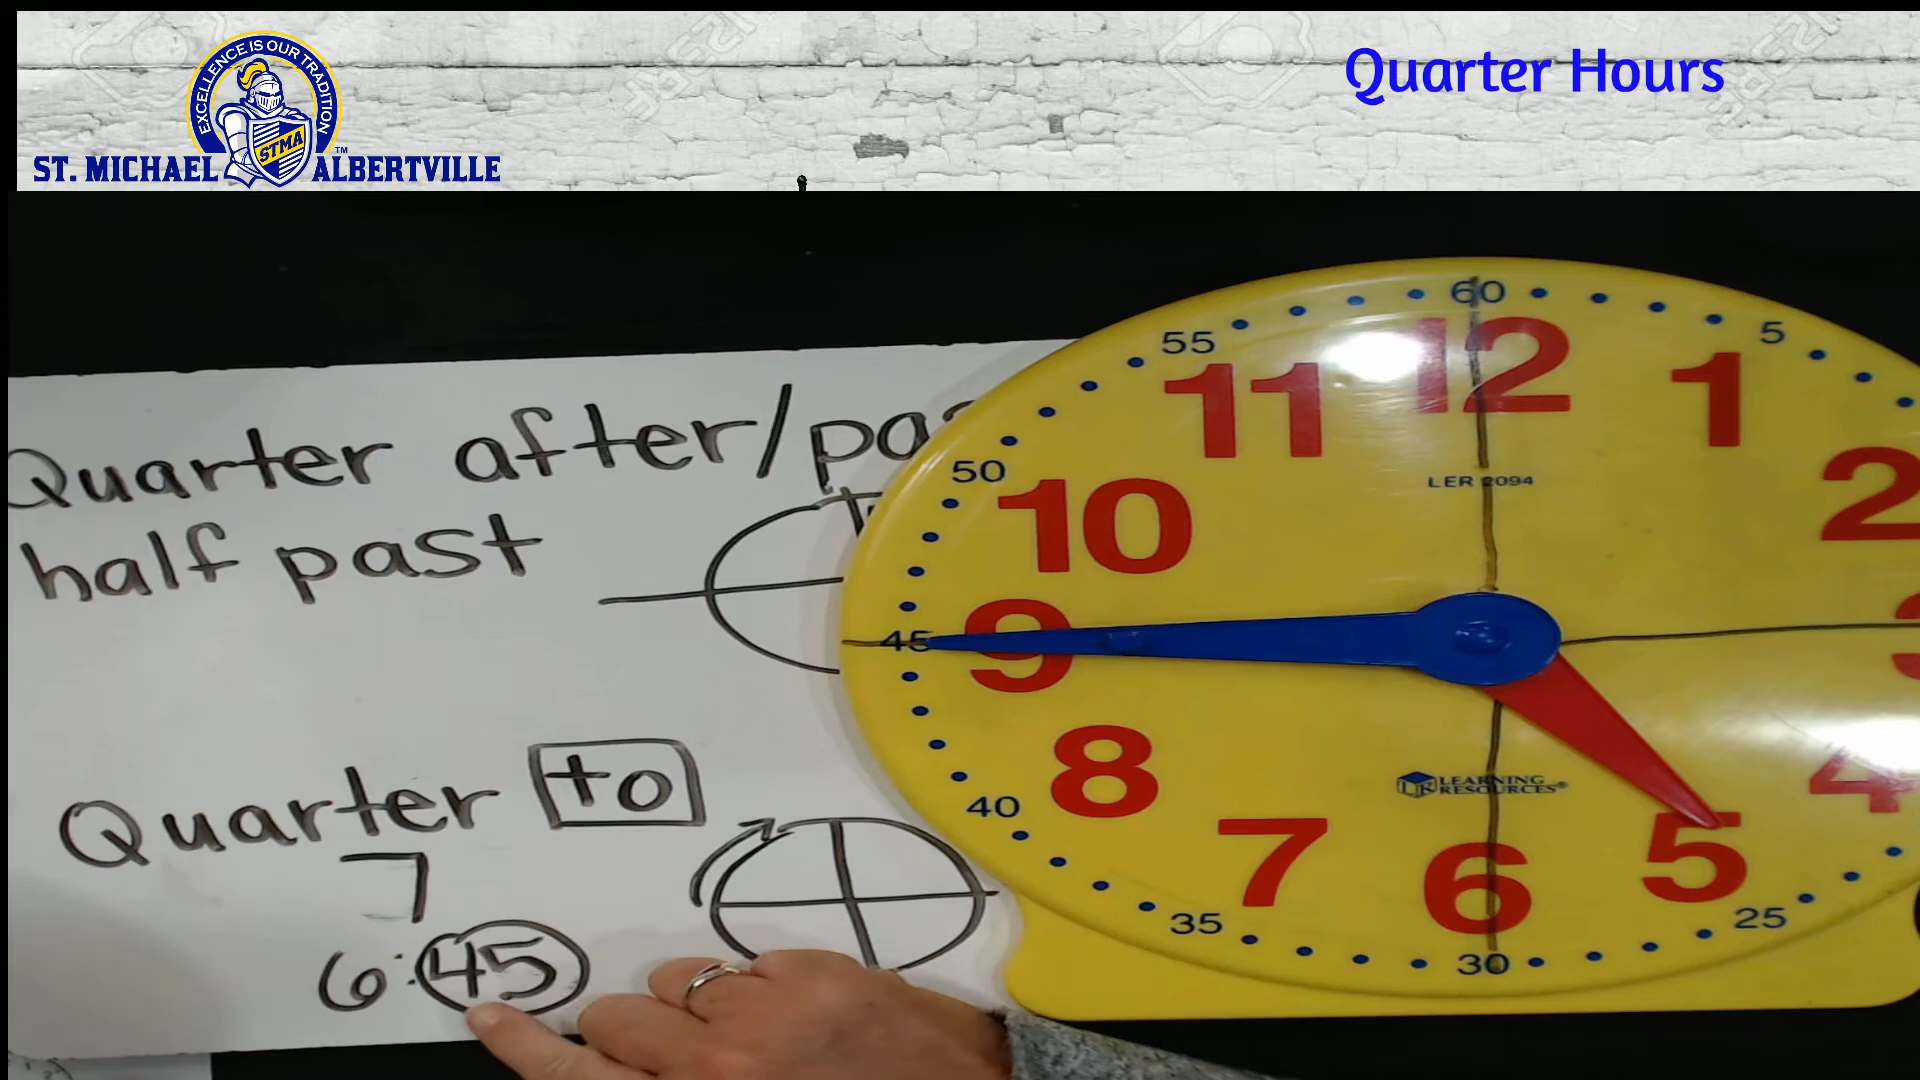 EXCELLENCE IS OUR TRADITION
STMA
ST. MICHAEL ALBERTVILLE
TM
Quarter Hours
Quarter after/pa
half past
Quarter to
7
6:45
60
5
25
30
35
40
45
50
55
12
1
2
3
4
5
6
7
8
9
10
11
LER 2094
LEARNING
RESOURCES®